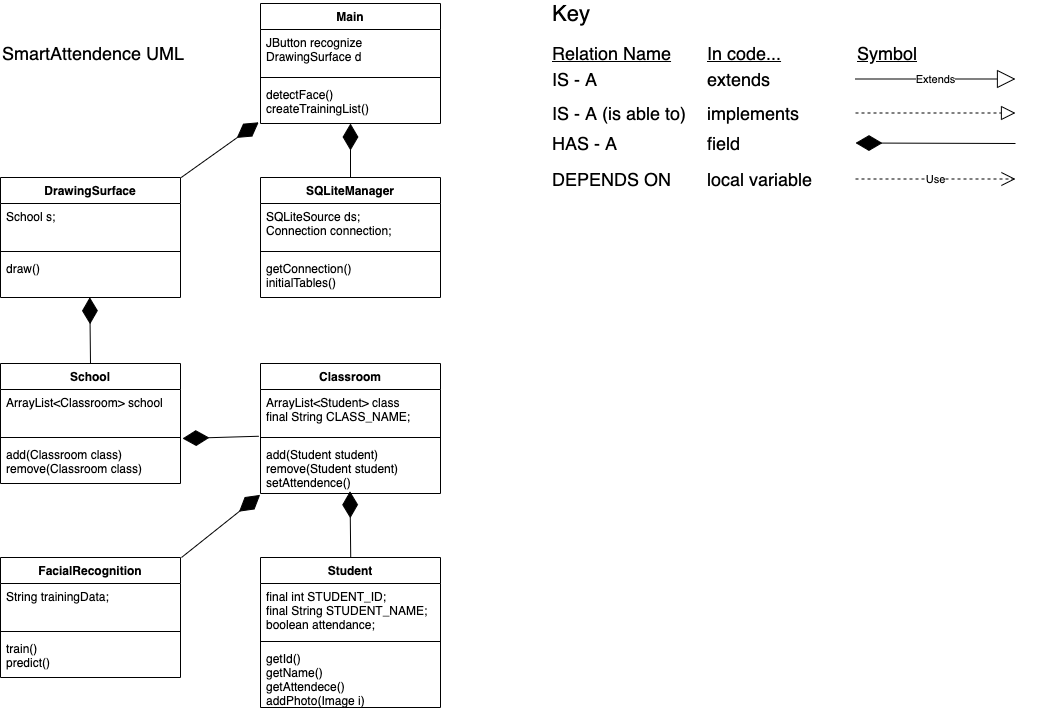 SmartAttendence UML
Main
JButton recognize
DrawingSurface d
detectFace()
createTrainingList()
DrawingSurface
School s;
draw()
SQLiteManager
SQLiteSource ds;
Connection connection;
getConnection()
initialTables()
School
ArrayList<Classroom> school
add(Classroom class)
remove(Classroom class)
Classroom
ArrayList<Student> class
final String CLASS_NAME;
add(Student student)
remove(Student student)
setAttendence()
FacialRecognition
String trainingData;
train()
predict()
Student
final int STUDENT_ID;
final String STUDENT_NAME;
boolean attendance;
getId()
getName()
getAttendece()
addPhoto(Image i)
Key
Relation Name In code... Symbol
IS - A extends Extends
IS - A (is able to) implements
HAS - A field
DEPENDS ON local variable Use